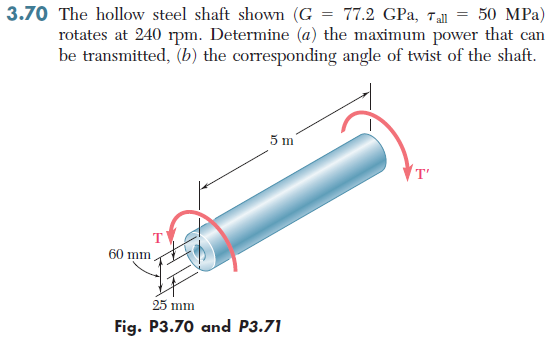 3.70 The hollow steel shaft shown (G = 77.2 GPa, τall = 50 MPa)
rotates at 240 rpm. Determine (a) the maximum power that can
be transmitted, (b) the corresponding angle of twist of the shaft.
5 m
T'
T
60 mm
25 mm
Fig. P3.70 and P3.71